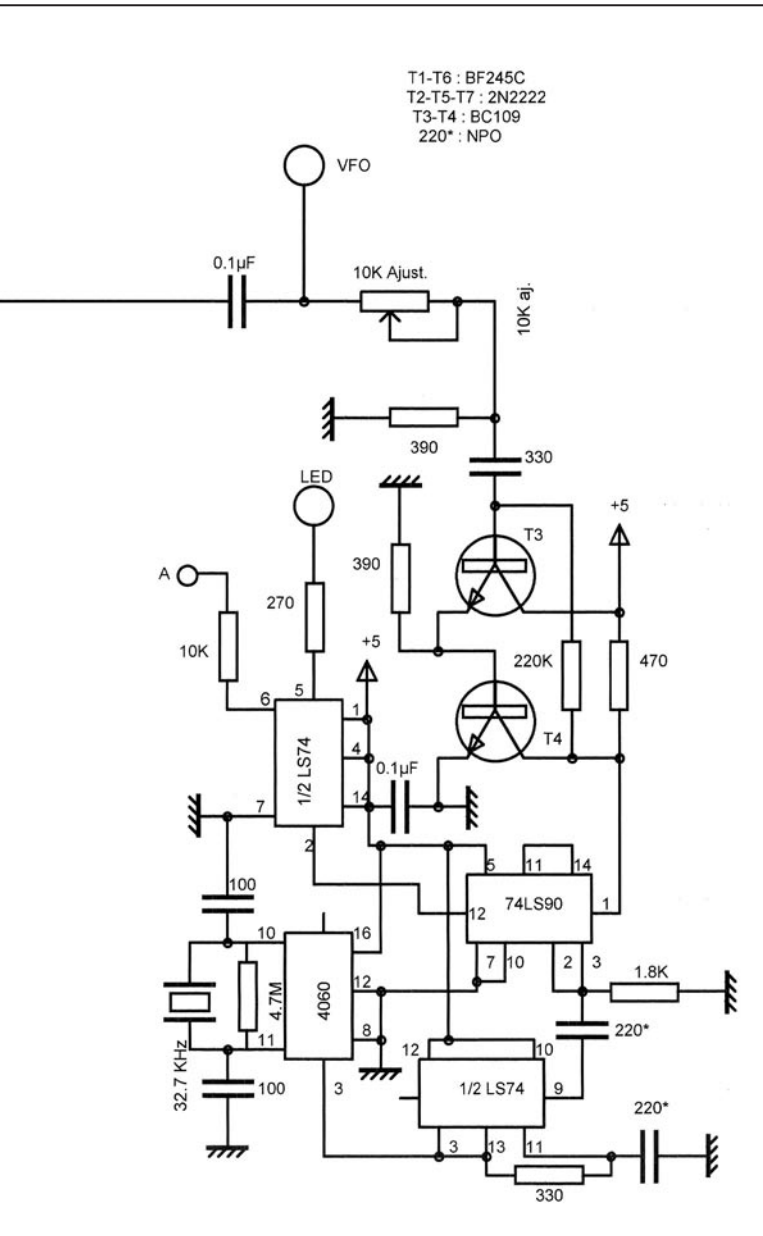 T1-T6 : BF245C
T2-T5-T7 : 2N2222
T3-T4 : BC109
220* : NPO
VFO
0.1µF
10K Ajust.
10K aj.
390
330
LED
+5
T3
A
390
270
10K
+5
220K
470
6
5
1
T4
4
0.1µF
1/2 LS74
14
7
2
5
11
14
100
12
74LS90
1
10
16
7
10
2
3
1.8K
4.7M
4060
12
220*
11
8
12
10
32.7 KHz
100
3
1/2 LS74
9
220*
3
13
11
330